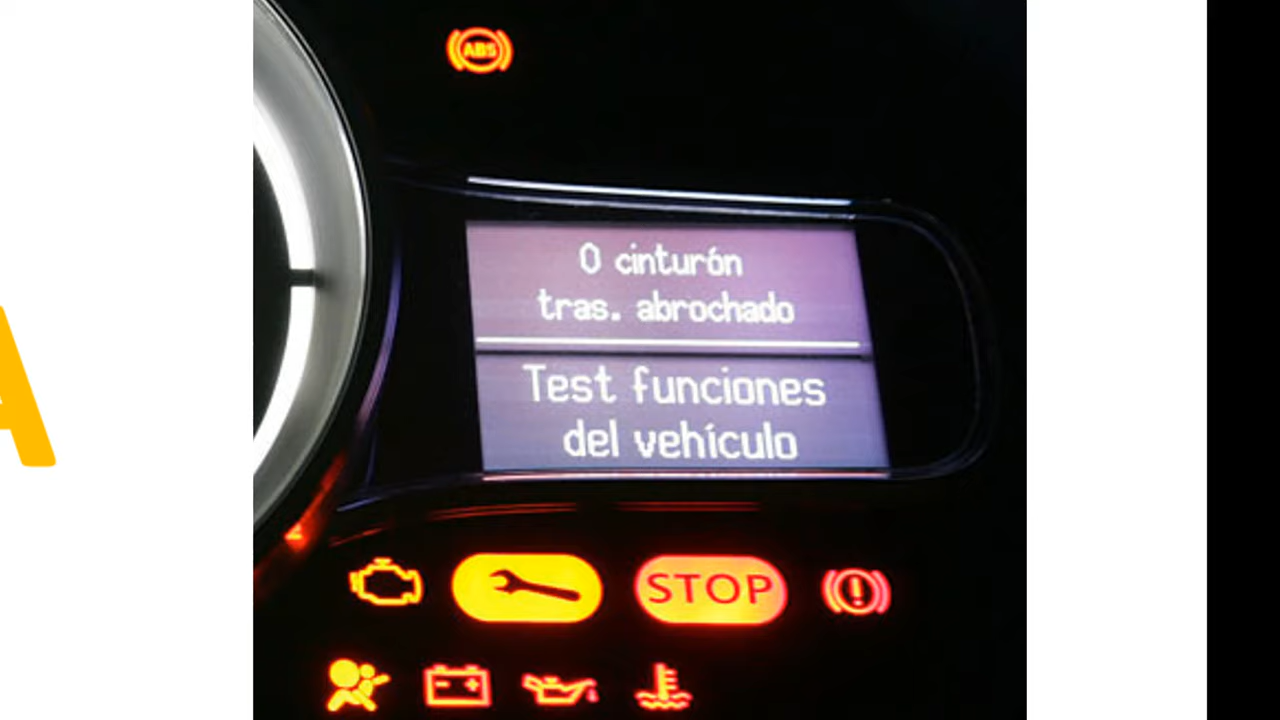 A
ABS
0 cinturón
tras. abrochado
Test funciones
del vehículo
STOP